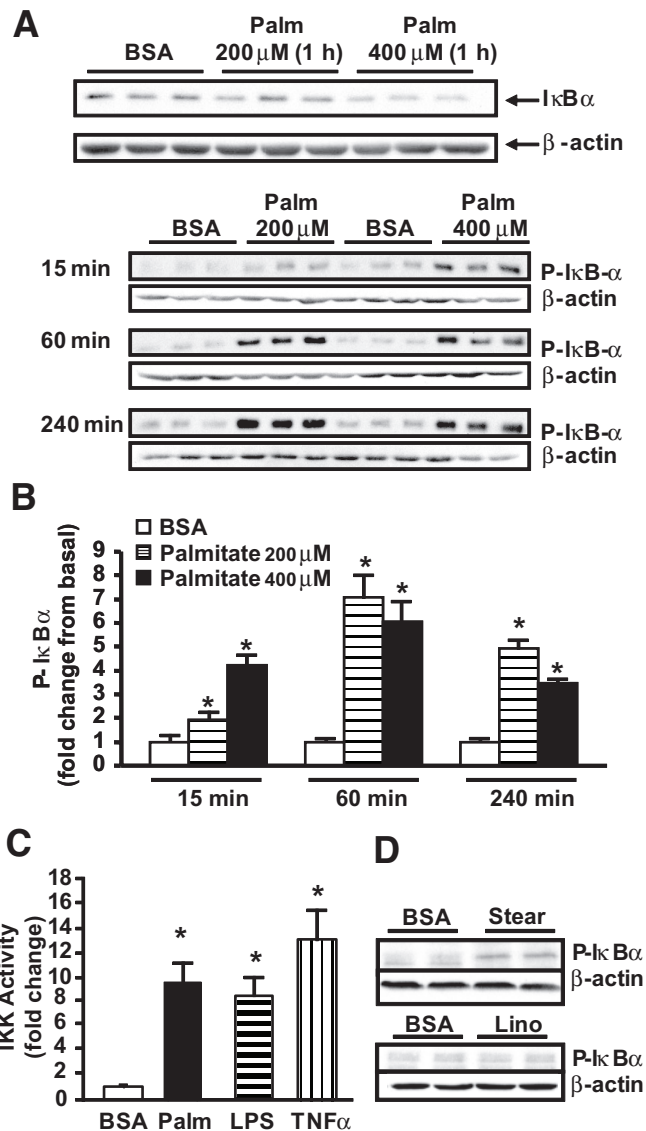 A
BSA
Palm
200 μM (1 h)
Palm
400 μM (1 h)
IκBα
β-actin
BSA
Palm
200 μM
BSA
Palm
400 μM
15 min
P-IκB-α
β-actin
60 min
P-IκB-α
β-actin
240 min
P-IκB-α
β-actin
B
BSA
Palmitate 200 μM
Palmitate 400 μM
P-IκBα
(fold change from basal)
9
8
7
6
5
4
3
2
1
0
* * * * * *
15 min 60 min 240 min
C
IKK Activity
(fold change)
18
16
14
12
10
8
6
4
2
0
* * *
BSA Palm LPS TNFα
D
BSA Stear
P-IκBα
β-actin
BSA Lino
P-IκBα
β-actin